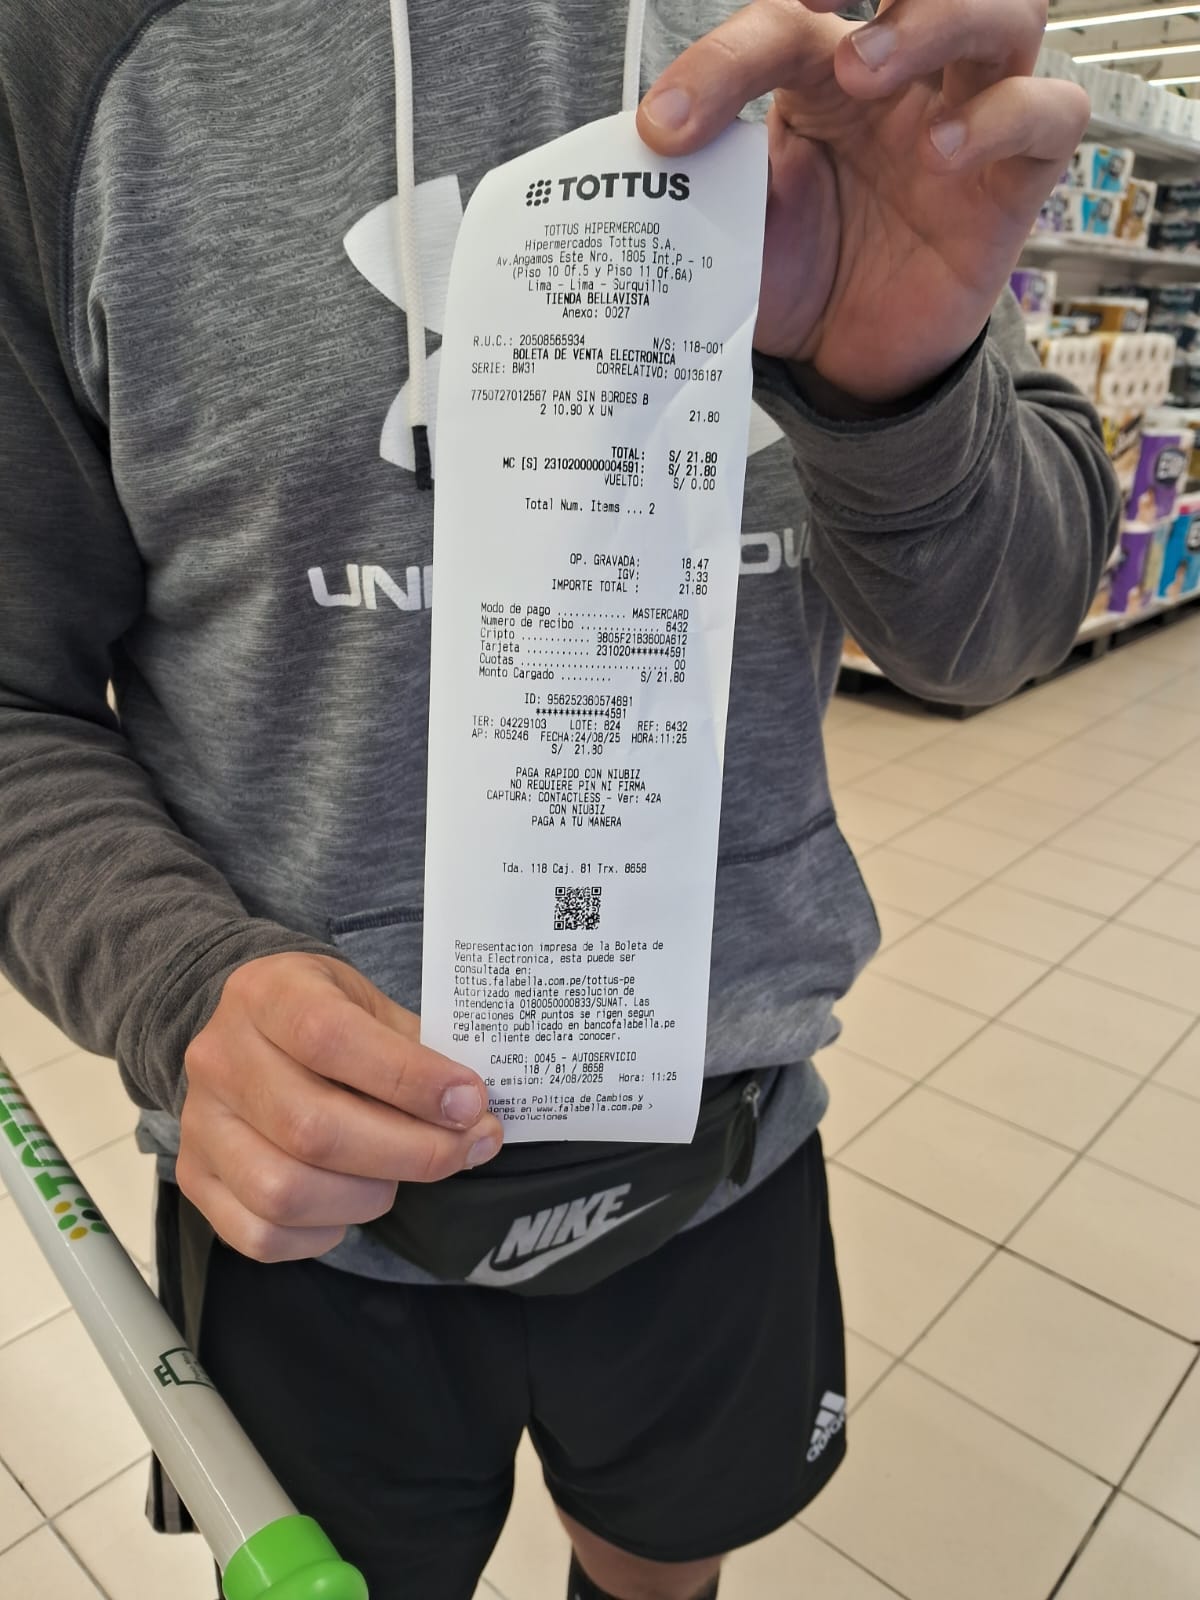 TOTTUS
TOTTUS HIPERMERCADO
Hipermercados Tottus S.A.
Av.Angamos Este Nro. 1805 Int.P - 10
(Piso 10 Of.5 y Piso 11 Of.6A)
Lima - Lima - Surquillo
TIENDA BELLAVISTA
Anexo: 0027
R.U.C.: 20508565934 N/S: 118-001
BOLETA DE VENTA ELECTRONICA
SERIE: BW31 CORRELATIVO: 00136187
7750727012567 PAN SIN BORDES B
2 10.90 X UN 21.80
TOTAL: S/ 21.80
MC [S] 2310200000004591: S/ 21.80
VUELTO: S/ 0.00
Total Num. Items ... 2
OP. GRAVADA: 18.47
IGV: 3.33
IMPORTE TOTAL : 21.80
Modo de pago ............ MASTERCARD
Numero de recibo .............. 6432
Cripto ........... 9805F21B360DA612
Tarjeta ........... 231020******4591
Cuotas ......................... 00
Monto Cargado ......... S/ 21.80
ID: 956252360574691
************4591
TER: 04229103 LOTE: 824 REF: 6432
AP: R05246 FECHA:24/08/25 HORA:11:25
S/ 21.80
PAGA RAPIDO CON NIUBIZ
NO REQUIERE PIN NI FIRMA
CAPTURA: CONTACTLESS - Ver: 42A
CON NIUBIZ
PAGA A TU MANERA
Tda. 118 Caj. 81 Trx. 8658
Representacion impresa de la Boleta de
Venta Electronica, esta puede ser
consultada en:
tottus.falabella.com.pe/tottus-pe
Autorizado mediante resolucion de
intendencia 0180050000833/SUNAT. Las
operaciones CMR puntos se rigen segun
reglamento publicado en bancofalabella.pe
que el cliente declara conocer.
CAJERO: 0045 - AUTOSERVICIO
118 / 81 / 8658
de emision: 24/08/2025 Hora: 11:25
nuestra Politica de Cambios y
iones en www.falabella.com.pe >
Devoluciones
UN
OU
NIKE
adidas
TOTTUS